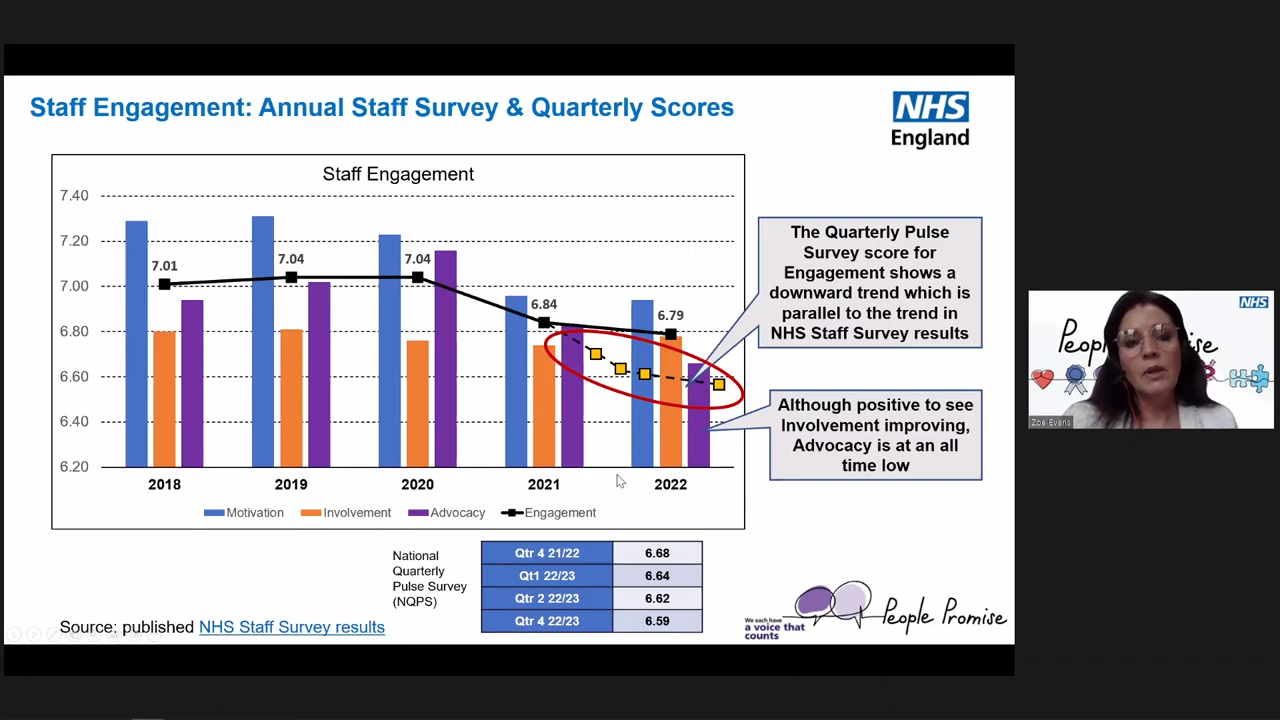 Staff Engagement: Annual Staff Survey & Quarterly Scores
NHS
England
Staff Engagement
7.40
7.20
7.00
6.80
6.60
6.40
6.20
7.01
7.04
7.04
6.84
6.79
2018
2019
2020
2021
2022
Motivation
Involvement
Advocacy
Engagement
The Quarterly Pulse
Survey score for
Engagement shows a
downward trend which is
parallel to the trend in
NHS Staff Survey results
Although positive to see
Involvement improving,
Advocacy is at an all
time low
National
Quarterly
Pulse Survey
(NQPS)
Qtr 4 21/22 6.68
Qt1 22/23 6.64
Qtr 2 22/23 6.62
Qtr 4 22/23 6.59
Source: published NHS Staff Survey results
We each have
a voice that
counts
People Promise
NHS
Zoe Evans